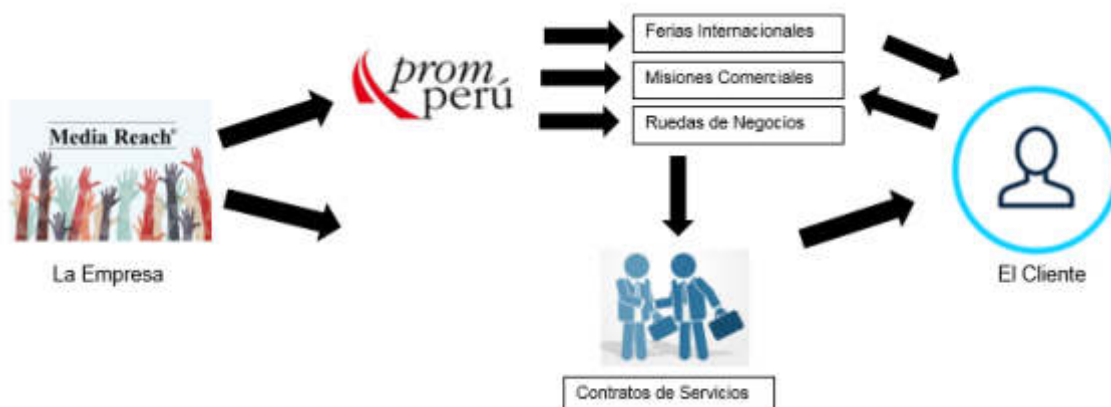 Media Reach®
La Empresa
prom
perú
Ferias Internacionales
Misiones Comerciales
Ruedas de Negocios
Contratos de Servicios
El Cliente